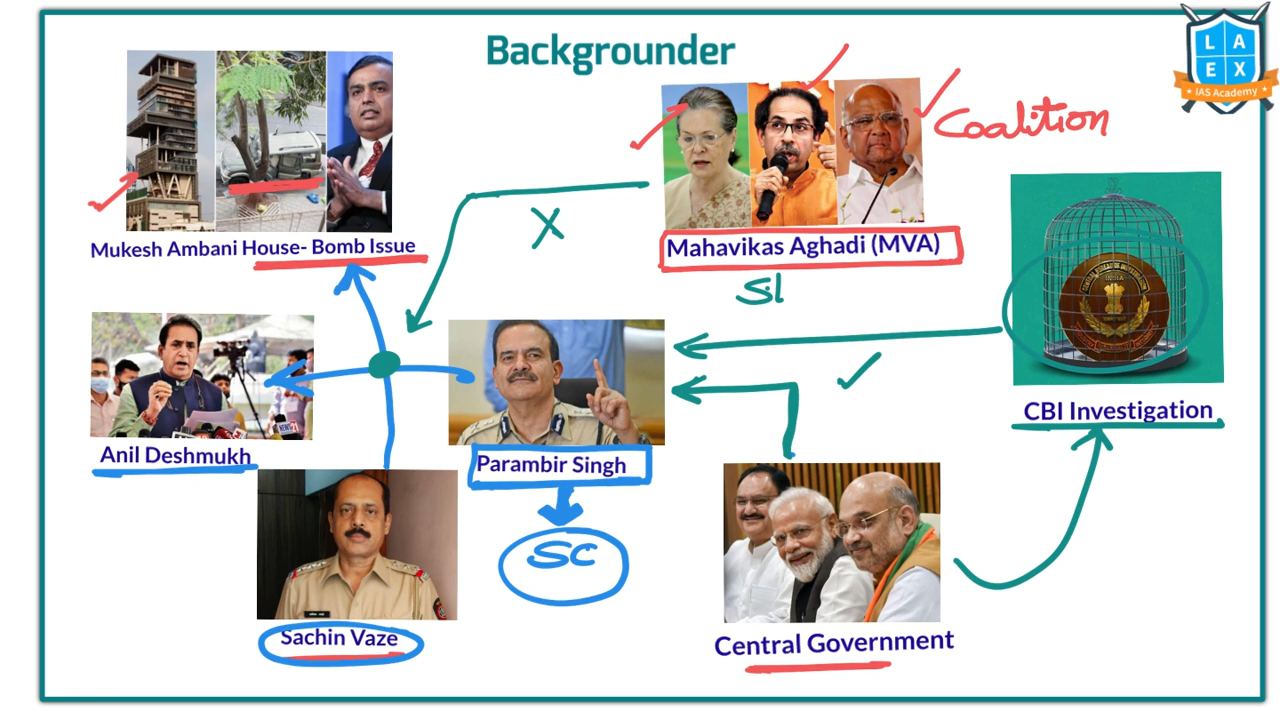 Backgrounder
L A
E X
IAS Academy
Coalition
Mukesh Ambani House- Bomb Issue
X
Mahavikas Aghadi (MVA)
Sil
Anil Deshmukh
Parambir Singh
CBI Investigation
SC
Sachin Vaze
Central Government